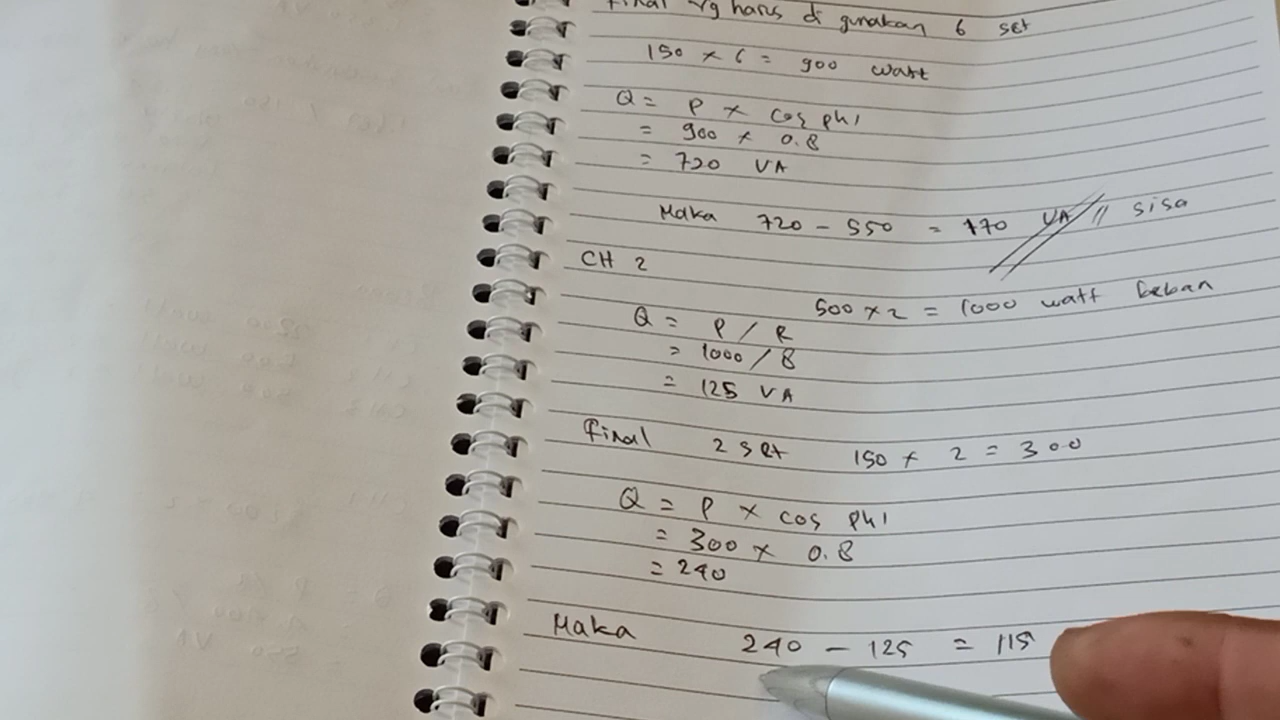 Final yg harus di gunakan 6 set
150 x 6 = 900 watt
Q = P x cos phi
= 900 x 0.8
= 720 VA
Maka 720 - 550 = 170 VA // sisa
CH 2
500 x 2 = 1000 watt beban
Q = P / R
= 1000 / 8
= 125 VA
Final 2 set 150 x 2 = 300
Q = P x cos phi
= 300 x 0.8
= 240
Maka 240 - 125 = 115